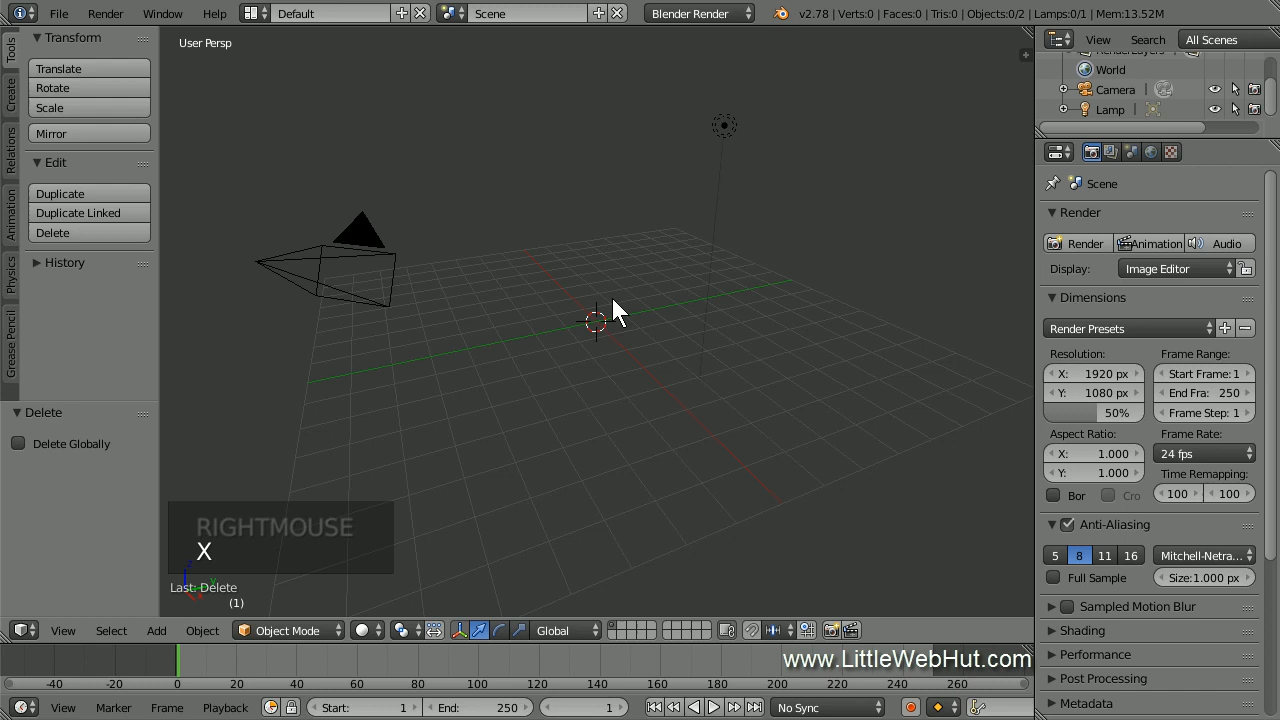 File Render Window Help Default Scene Blender Render v2.78 | Verts:0 | Faces:0 | Tris:0 | Objects:0/2 | Lamps:0/1 | Mem:13.52M
Tools
Create
Relations
Animation
Physics
Grease Pencil
Transform
Translate
Rotate
Scale
Mirror
Edit
Duplicate
Duplicate Linked
Delete
History
Delete
Delete Globally
User Persp
RIGHTMOUSE
X
z
y
Last: Delete
(1)
View Select Add Object Object Mode Global
View Search All Scenes
World
Camera
Lamp
Scene
Render
Render Animation Audio
Display: Image Editor
Dimensions
Render Presets
Resolution: Frame Range:
X: 1920 px Start Frame: 1
Y: 1080 px End Fra: 250
50% Frame Step: 1
Aspect Ratio: Frame Rate:
X: 1.000 24 fps
Y: 1.000 Time Remapping:
Bor Cro 100 100
Anti-Aliasing
5 8 11 16 Mitchell-Netra...
Full Sample Size:1.000 px
Sampled Motion Blur
Shading
Performance
Post Processing
Metadata
www.LittleWebHut.com
-40 -20 0 20 40 60 80 100 120 140 160 180 200 220 240 260
View Marker Frame Playback Start: 1 End: 250 1 No Sync